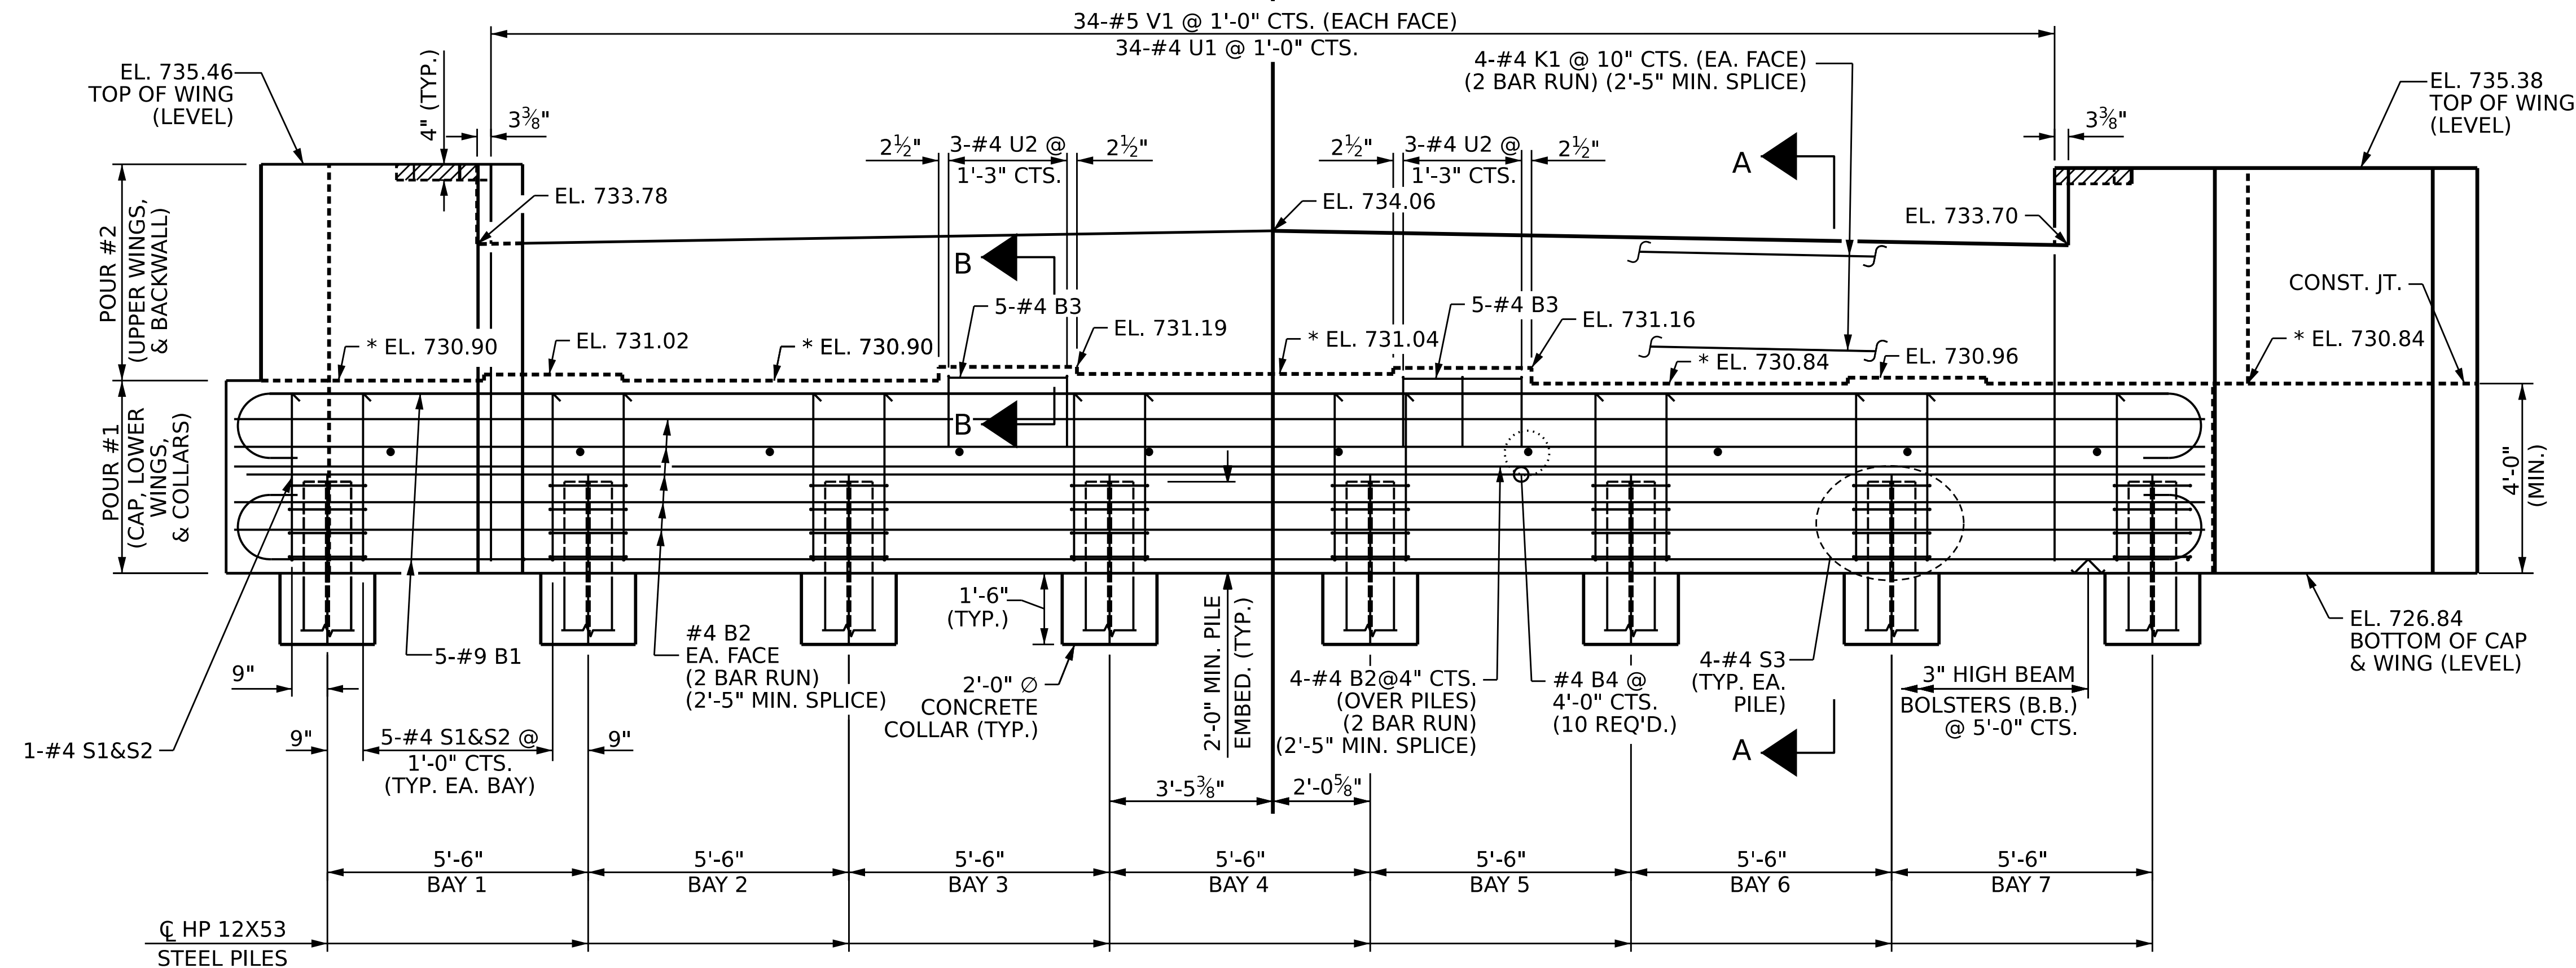 34-#5 V1 @ 1'-0" CTS. (EACH FACE)
34-#4 U1 @ 1'-0" CTS.
4-#4 K1 @ 10" CTS. (EA. FACE)
(2 BAR RUN) (2'-5" MIN. SPLICE)
EL. 735.46
TOP OF WING
(LEVEL)
4" (TYP.)
3⅜"
2½"
3-#4 U2 @
1'-3" CTS.
2½"
2½"
3-#4 U2 @
1'-3" CTS.
2½"
A
3⅜"
EL. 735.38
TOP OF WING
(LEVEL)
EL. 733.78
EL. 734.06
EL. 733.70
POUR #2
(UPPER WINGS,
& BACKWALL)
B
5-#4 B3
EL. 731.19
5-#4 B3
EL. 731.16
CONST. JT.
* EL. 730.90
EL. 731.02
* EL. 730.90
* EL. 731.04
* EL. 730.84
EL. 730.96
* EL. 730.84
POUR #1
(CAP, LOWER
WINGS,
& COLLARS)
B
4'-0"
(MIN.)
1'-6"
(TYP.)
2'-0" MIN. PILE
EMBED. (TYP.)
EL. 726.84
BOTTOM OF CAP
& WING (LEVEL)
9"
5-#9 B1
#4 B2
EA. FACE
(2 BAR RUN)
(2'-5" MIN. SPLICE)
2'-0" ∅
CONCRETE
COLLAR (TYP.)
4-#4 B2@4" CTS.
(OVER PILES)
(2 BAR RUN)
(2'-5" MIN. SPLICE)
#4 B4 @
4'-0" CTS.
(10 REQ'D.)
4-#4 S3
(TYP. EA.
PILE)
3" HIGH BEAM
BOLSTERS (B.B.)
@ 5'-0" CTS.
1-#4 S1&S2
9"
5-#4 S1&S2 @
1'-0" CTS.
(TYP. EA. BAY)
9"
A
3'-5⅜"
2'-0⅝"
5'-6"
BAY 1
5'-6"
BAY 2
5'-6"
BAY 3
5'-6"
BAY 4
5'-6"
BAY 5
5'-6"
BAY 6
5'-6"
BAY 7
℄ HP 12X53
STEEL PILES